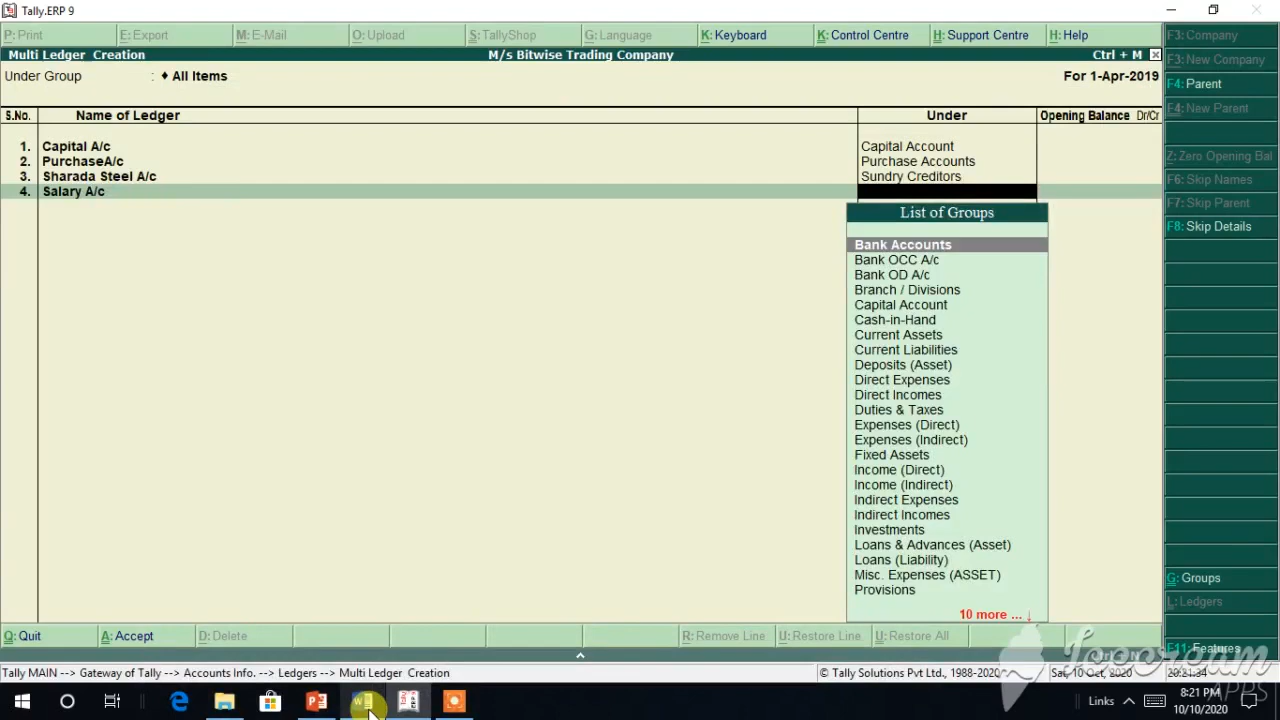 Tally.ERP 9
P: Print E: Export M: E-Mail O: Upload S: TallyShop G: Language K: Keyboard K: Control Centre H: Support Centre H: Help
F3: Company
Multi Ledger Creation M/s Bitwise Trading Company Ctrl + M
F3: New Company
Under Group : ♦ All Items For 1-Apr-2019
F4: Parent
F4: New Parent
S.No. Name of Ledger Under Opening Balance Dr/Cr
1. Capital A/c Capital Account
2. PurchaseA/c Purchase Accounts
3. Sharada Steel A/c Sundry Creditors
4. Salary A/c
Z: Zero Opening Bal
F6: Skip Names
F7: Skip Parent
F8: Skip Details
List of Groups
Bank Accounts
Bank OCC A/c
Bank OD A/c
Branch / Divisions
Capital Account
Cash-in-Hand
Current Assets
Current Liabilities
Deposits (Asset)
Direct Expenses
Direct Incomes
Duties & Taxes
Expenses (Direct)
Expenses (Indirect)
Fixed Assets
Income (Direct)
Income (Indirect)
Indirect Expenses
Indirect Incomes
Investments
Loans & Advances (Asset)
Loans (Liability)
Misc. Expenses (ASSET)
Provisions
10 more ... ↓
G: Groups
L: Ledgers
F11: Features
Q: Quit A: Accept D: Delete R: Remove Line U: Restore Line U: Restore All
Tally MAIN --> Gateway of Tally --> Accounts Info. --> Ledgers --> Multi Ledger Creation © Tally Solutions Pvt Ltd., 1988-2020 Sat, 10 Oct, 2020 20:21:34
Icecream
APPS
Links 8:21 PM
10/10/2020